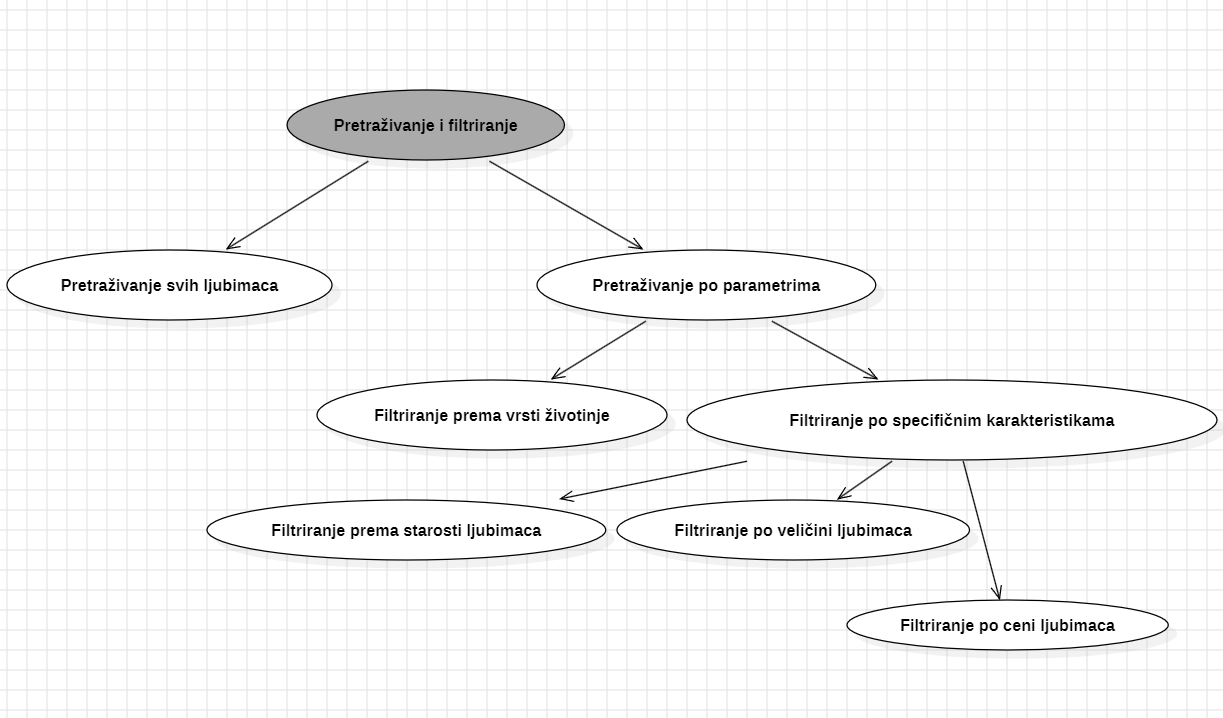 Pretraživanje i filtriranje
Pretraživanje svih ljubimaca
Pretraživanje po parametrima
Filtriranje prema vrsti životinje
Filtriranje po specifičnim karakteristikama
Filtriranje prema starosti ljubimaca
Filtriranje po veličini ljubimaca
Filtriranje po ceni ljubimaca